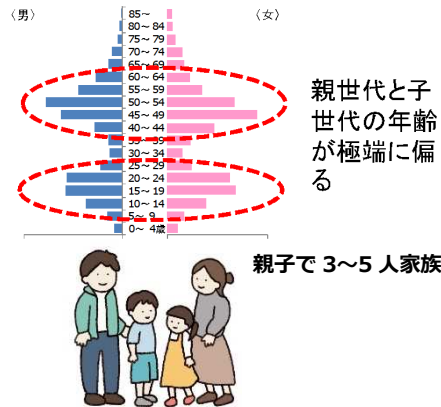 〈男〉
〈女〉
85～
80～ 84
75～ 79
70～ 74
65～ 69
60～ 64
55～ 59
50～ 54
45～ 49
40～ 44
35～ 39
30～ 34
25～ 29
20～ 24
15～ 19
10～ 14
5～ 9
0～ 4歳
親世代と子
世代の年齢
が極端に偏
る
親子で 3～5 人家族